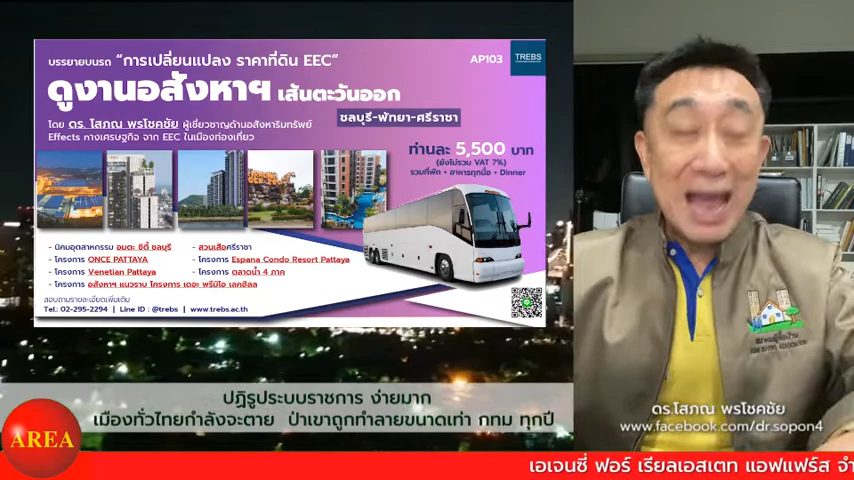 บรรยายบนรถ “การเปลี่ยนแปลง ราคาที่ดิน EEC”
AP103
TREBS
ดูงานอสังหาฯ เส้นตะวันออก
ชลบุรี-พัทยา-ศรีราชา
โดย ดร. โสภณ พรโชคชัย ผู้เชี่ยวชาญด้านอสังหาริมทรัพย์
Effects ทางเศรษฐกิจ จาก EEC ในเมืองท่องเที่ยว
ท่านละ 5,500 บาท
(ยังไม่รวม VAT 7%)
รวมที่พัก + อาหารทุกมื้อ + Dinner
- นิคมอุตสาหกรรม อมตะ ซิตี้ ชลบุรี
- สวนเสือศรีราชา
- โครงการ ONCE PATTAYA
- โครงการ Espana Condo Resort Pattaya
- โครงการ Venetian Pattaya
- โครงการ ตลาดน้ำ 4 ภาค
- โครงการ อสังหาฯ แนวราบ โครงการ เดอะ พรีมิโอ เลคฮิลล
สอบถามรายละเอียดเพิ่มเติม
Tel.: 02-295-2294 | Line ID : @trebs | www.trebs.ac.th
ปฏิรูประบบราชการ ง่ายมาก
เมืองทั่วไทยกำลังจะตาย ป่าเขาถูกทำลายขนาดเท่า กทม ทุกปี
AREA
ดร.โสภณ พรโชคชัย
www.facebook.com/dr.sopon4
เอเจนซี่ ฟอร์ เรียลเอสเตท แอฟแฟร์ส จำ